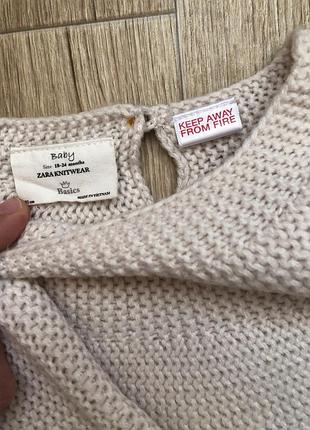 Baby
Size 18-24 months
ZARA KNITWEAR
Basics
MADE IN VIETNAM
KEEP AWAY
FROM FIRE